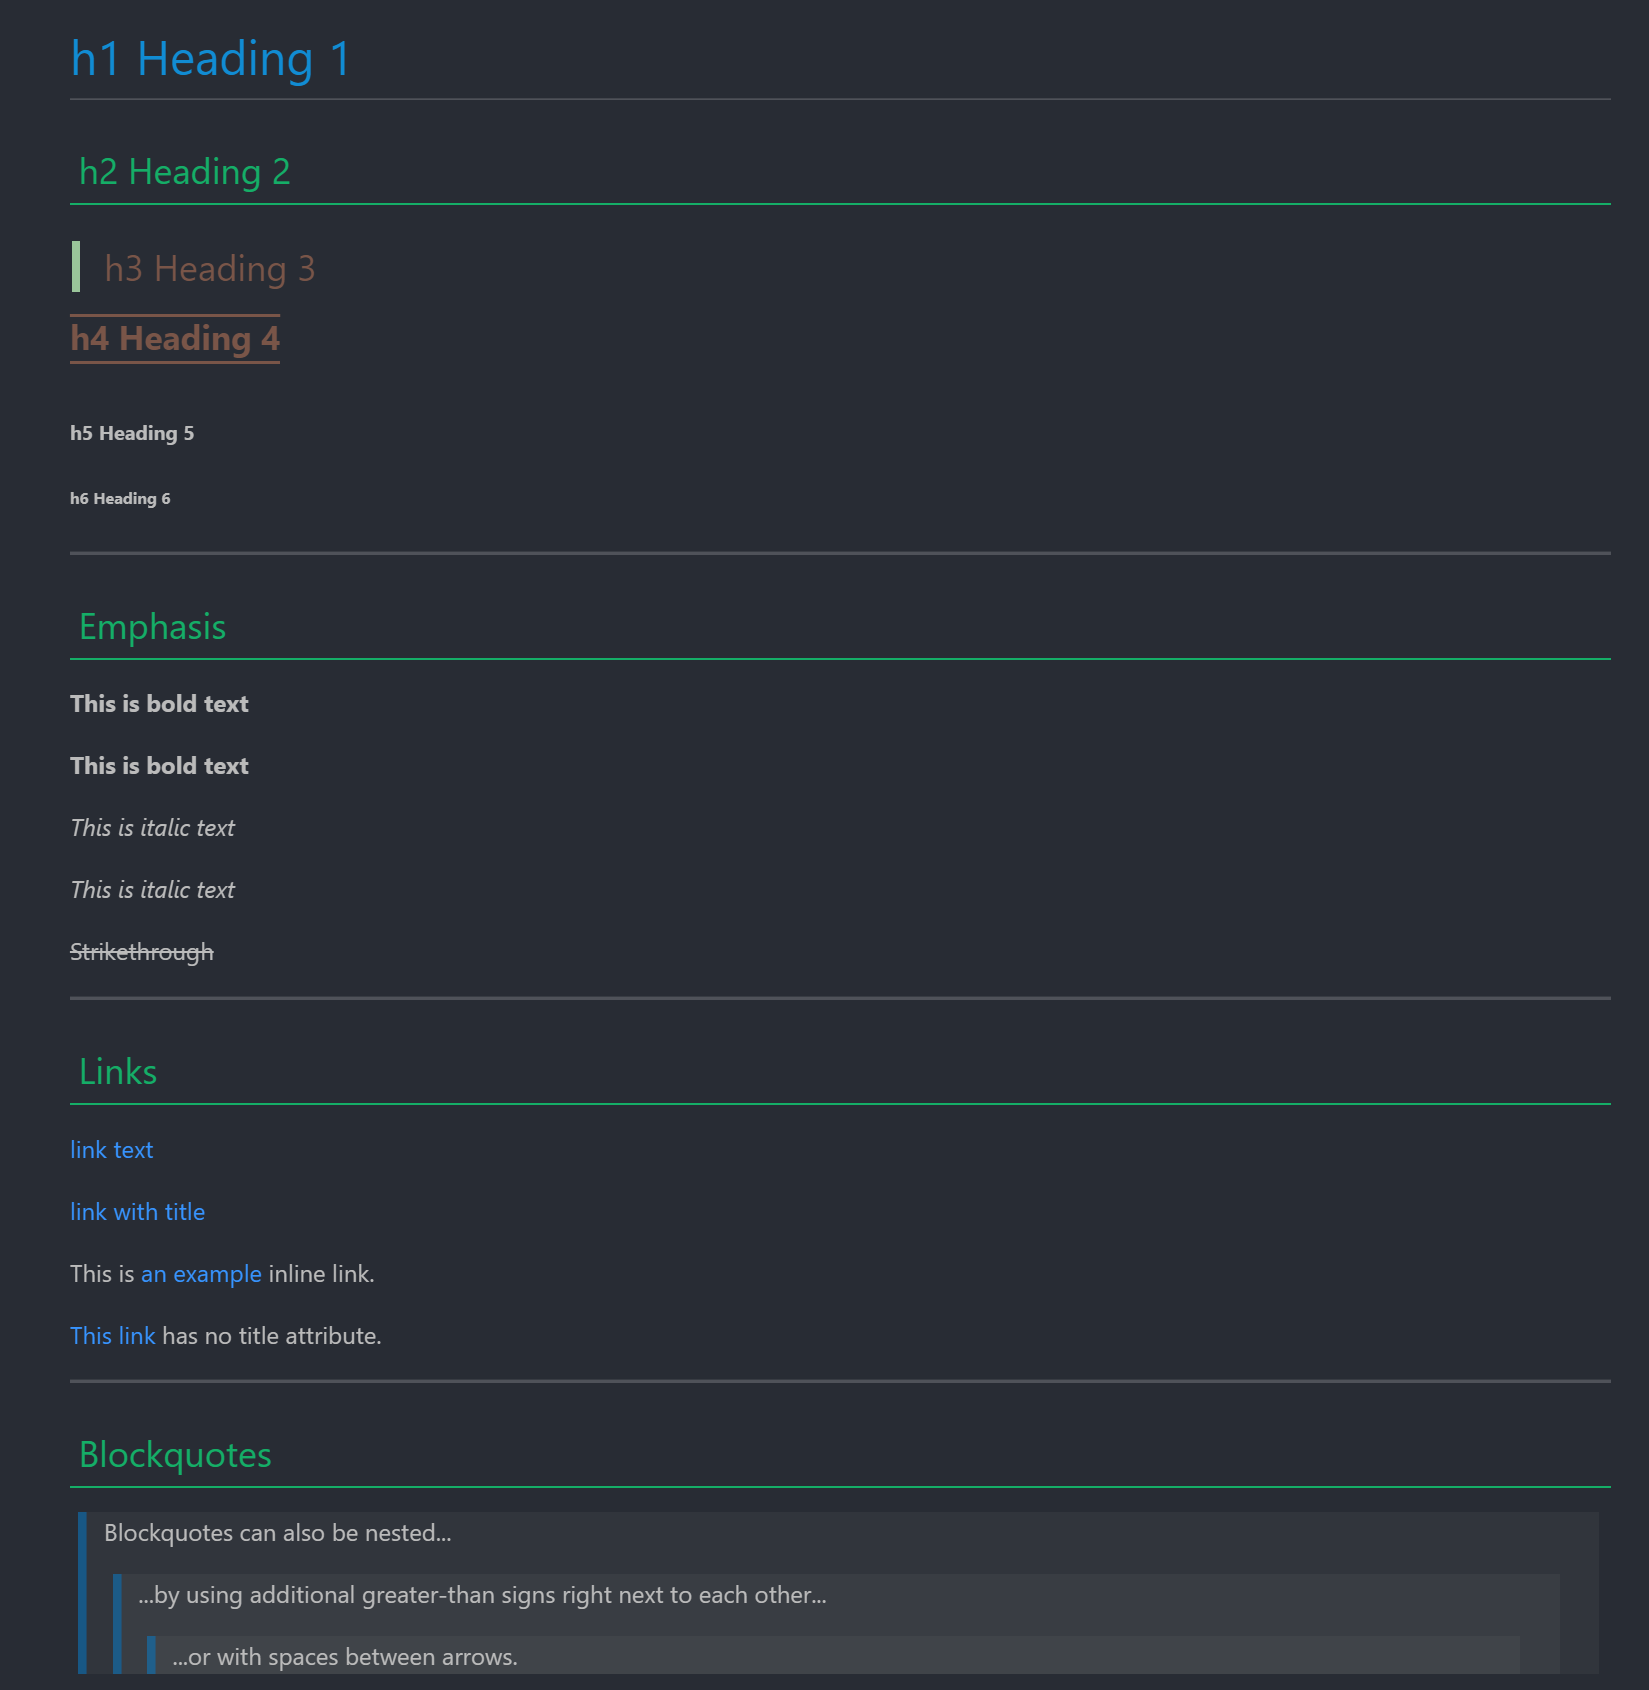 h1 Heading 1
h2 Heading 2
h3 Heading 3
h4 Heading 4
h5 Heading 5
h6 Heading 6
Emphasis
This is bold text
This is bold text
This is italic text
This is italic text
Strikethrough
Links
link text
link with title
This is an example inline link.
This link has no title attribute.
Blockquotes
Blockquotes can also be nested...
...by using additional greater-than signs right next to each other...
...or with spaces between arrows.